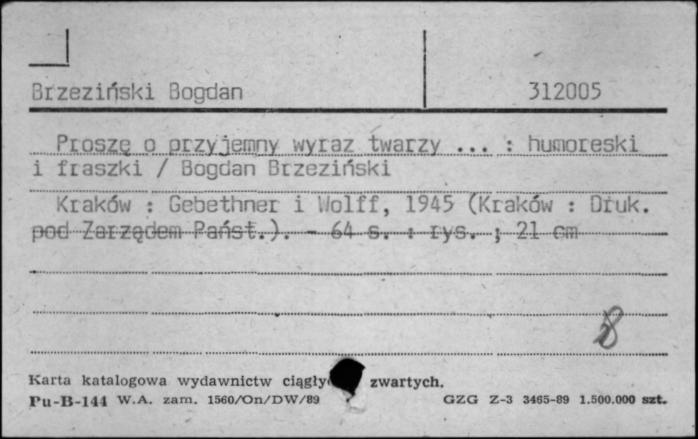 Brzeziński Bogdan 312005
Proszę o przyjemny wyraz twarzy ... : humoreski
i fraszki / Bogdan Brzeziński
Kraków : Gebethner i Wolff, 1945 (Kraków : Druk.
pod Zarządem Państ.). - 64 s. : rys. ; 21 cm
Karta katalogowa wydawnictw zwartych.
Pu-B-144 W.A. zam. 1560/On/DW/89 GZG Z-3 3465-89 1.500.000 szt.